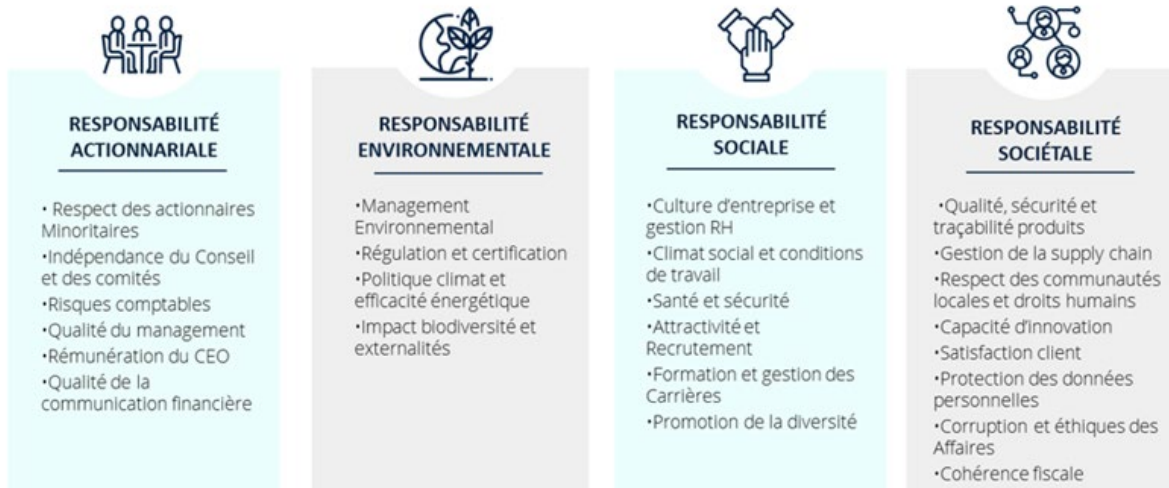 RESPONSABILITÉ
ACTIONNARIALE
• Respect des actionnaires
Minoritaires
•Indépendance du Conseil
et des comités
•Risques comptables
•Qualité du management
•Rémunération du CEO
•Qualité de la
communication financière
RESPONSABILITÉ
ENVIRONNEMENTALE
•Management
Environnemental
•Régulation et certification
•Politique climat et
efficacité énergétique
•Impact biodiversité et
externalités
RESPONSABILITÉ
SOCIALE
•Culture d'entreprise et
gestion RH
•Climat social et conditions
de travail
•Santé et sécurité
•Attractivité et
Recrutement
•Formation et gestion des
Carrières
•Promotion de la diversité
RESPONSABILITÉ
SOCIÉTALE
•Qualité, sécurité et
traçabilité produits
•Gestion de la supply chain
•Respect des communautés
locales et droits humains
•Capacité d'innovation
•Satisfaction client
•Protection des données
personnelles
•Corruption et éthiques des
Affaires
•Cohérence fiscale